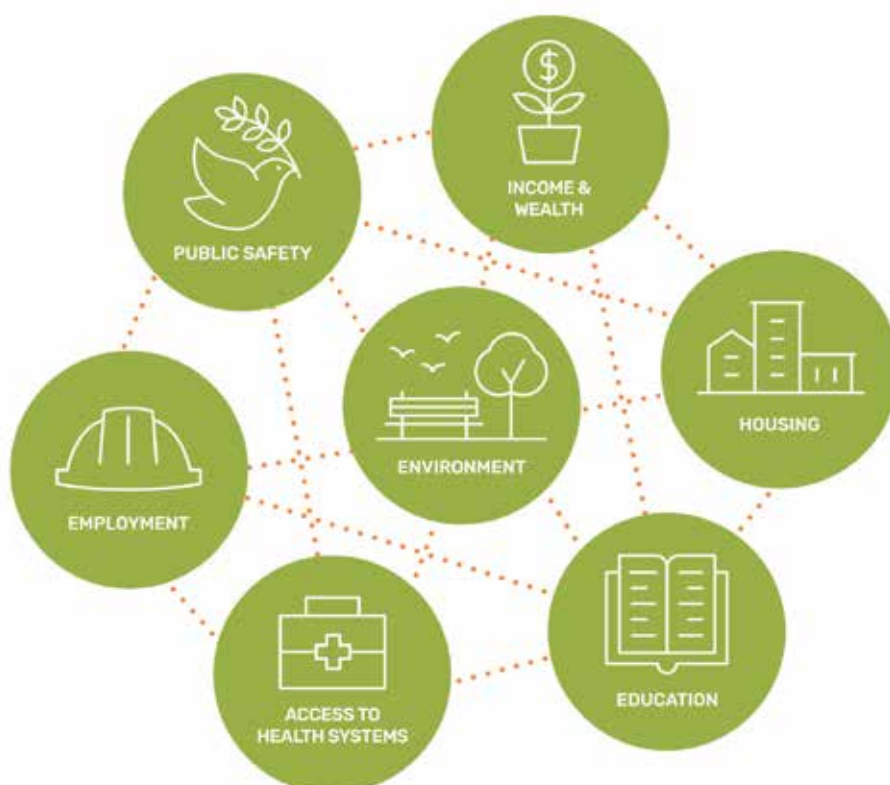 $
INCOME &
WEALTH
PUBLIC SAFETY
HOUSING
ENVIRONMENT
EMPLOYMENT
EDUCATION
ACCESS TO
HEALTH SYSTEMS